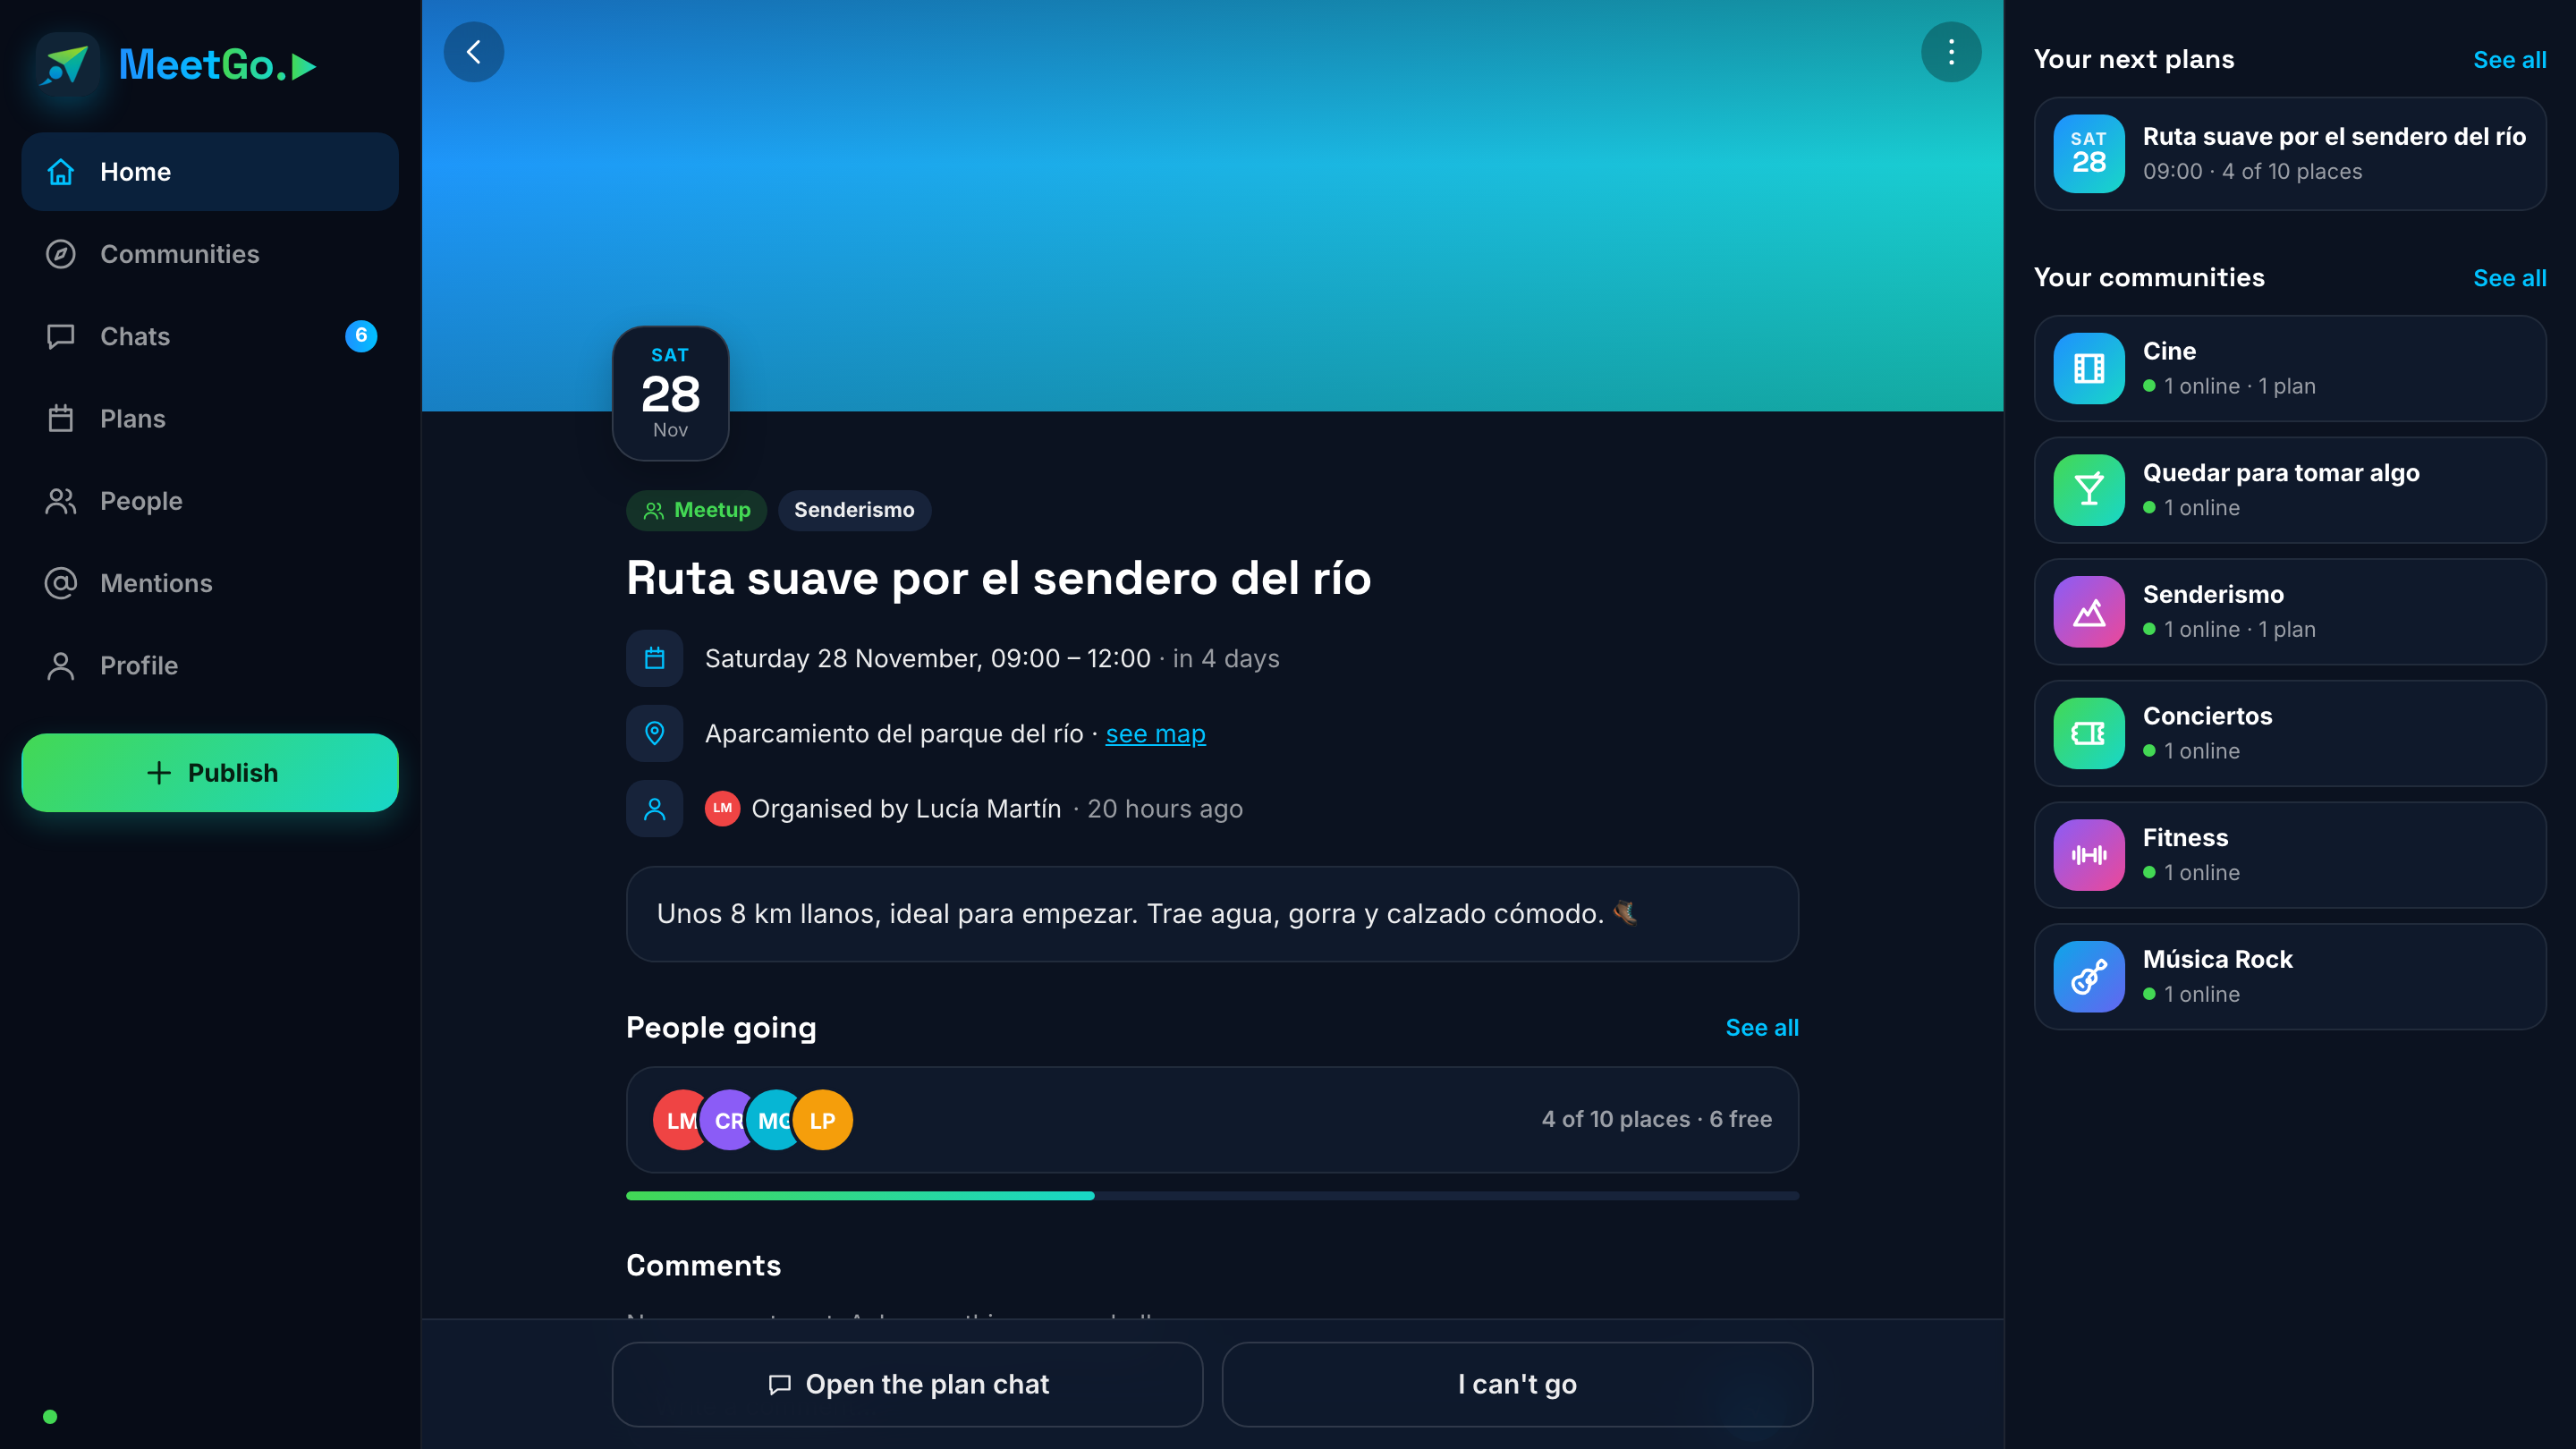 MeetGo.
Home
Communities
Chats
6
Plans
People
Mentions
Profile
Publish
SAT
28
Nov
Meetup
Senderismo
Ruta suave por el sendero del río
Saturday 28 November, 09:00 – 12:00 · in 4 days
Aparcamiento del parque del río · see map
LM
Organised by Lucía Martín · 20 hours ago
Unos 8 km llanos, ideal para empezar. Trae agua, gorra y calzado cómodo.
People going
See all
LM
CR
MG
LP
4 of 10 places · 6 free
Comments
Open the plan chat
I can't go
Your next plans
See all
SAT
28
Ruta suave por el sendero del río
09:00 · 4 of 10 places
Your communities
See all
Cine
1 online · 1 plan
Quedar para tomar algo
1 online
Senderismo
1 online · 1 plan
Conciertos
1 online
Fitness
1 online
Música Rock
1 online